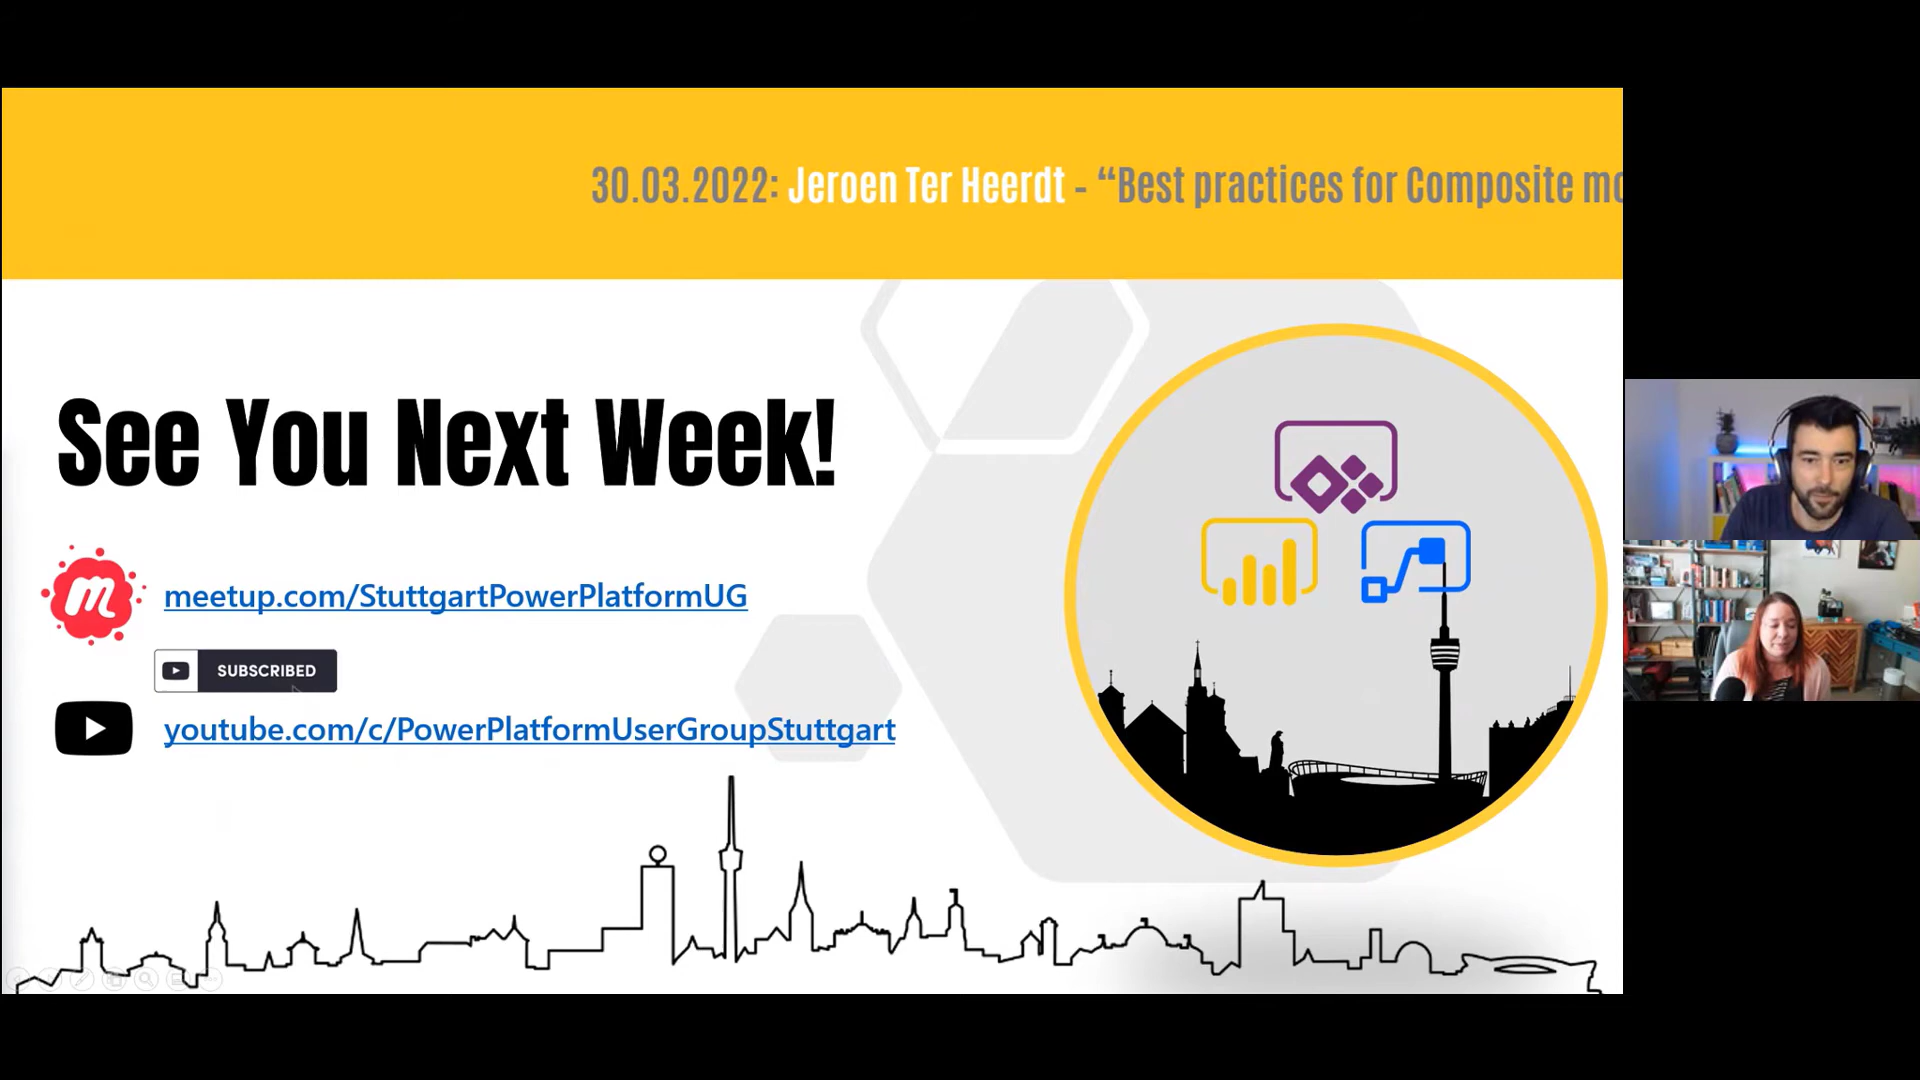 30.03.2022: Jeroen Ter Heerdt - “Best practices for Composite
See You Next Week!
meetup.com/StuttgartPowerPlatformUG
SUBSCRIBED
youtube.com/c/PowerPlatformUserGroupStuttgart